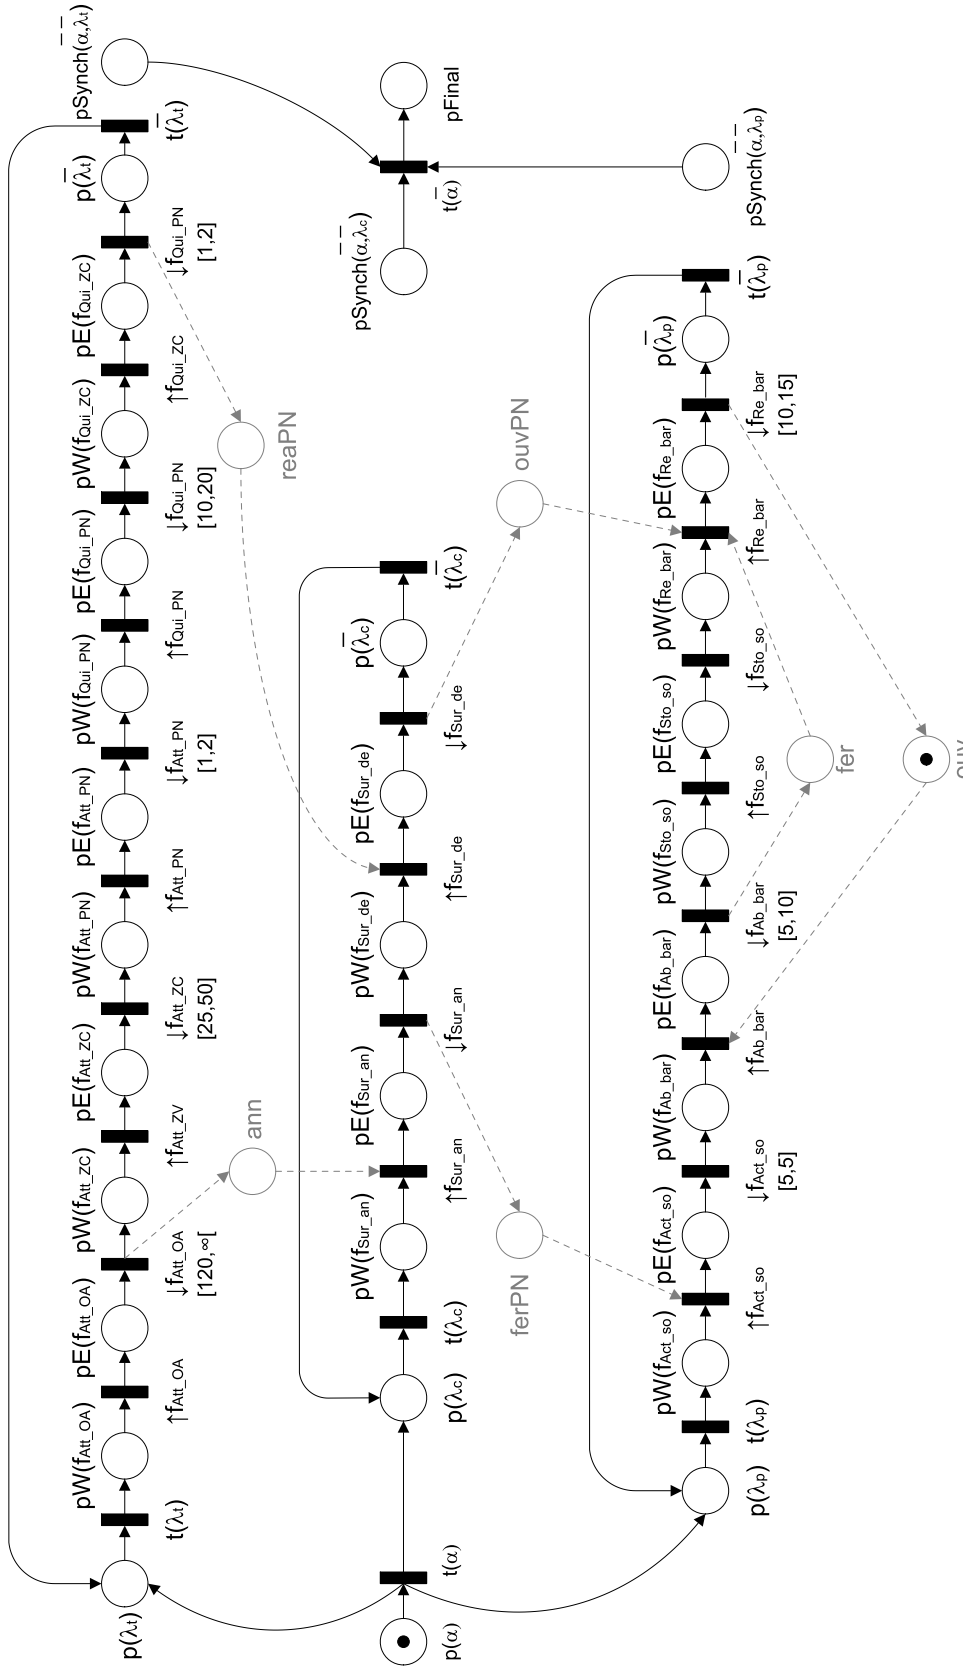 pW(fAtt_OA)
pE(fAtt_OA)
pW(fAtt_ZC)
pE(fAtt_ZC)
pW(fAtt_PN)
pE(fAtt_PN)
pW(fQui_PN)
pE(fQui_PN)
pW(fQui_ZC)
pE(fQui_ZC)
p(λ̄t)
pSynch(ᾱ,λ̄t)
p(λt)
t(λt)
↑fAtt_OA
↓fAtt_OA
[120,∞[
↑fAtt_ZV
↓fAtt_ZC
[25,50]
↑fAtt_PN
↓fAtt_PN
[1,2]
↑fQui_PN
↓fQui_PN
[10,20]
↑fQui_ZC
↓fQui_PN
[1,2]
t(λ̄t)
ann
reaPN
pW(fSur_an)
pE(fSur_an)
pW(fSur_de)
pE(fSur_de)
p(λ̄c)
pSynch(ᾱ,λ̄c)
p(α)
t(α)
p(λc)
t(λc)
↑fSur_an
↓fSur_an
↑fSur_de
↓fSur_de
t(λ̄c)
t(ᾱ)
pFinal
ferPN
ouvPN
pW(fAct_so)
pE(fAct_so)
pW(fAb_bar)
pE(fAb_bar)
pW(fSto_so)
pE(fSto_so)
pW(fRe_bar)
pE(fRe_bar)
p(λ̄p)
p(λp)
t(λp)
↑fAct_so
↓fAct_so
[5,5]
↑fAb_bar
↓fAb_bar
[5,10]
↑fSto_so
↓fSto_so
↑fRe_bar
↓fRe_bar
[10,15]
t(λ̄p)
pSynch(ᾱ,λ̄p)
fer
ouv